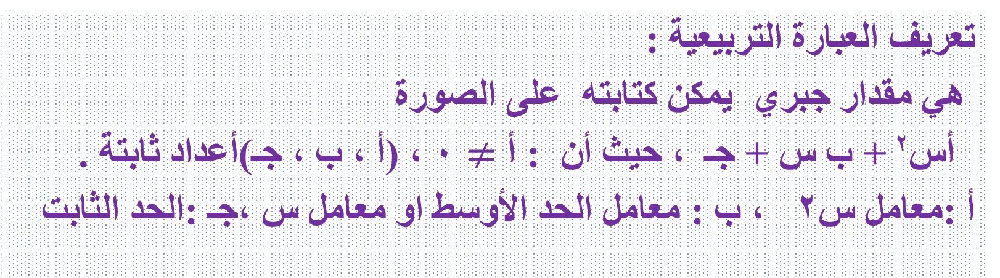 تعريف العبارة التربيعية :
هي مقدار جبري يمكن كتابته على الصورة
أس٢ + ب س + جـ ، حيث أن : أ ≠ ٠ ، (أ ، ب ، جـ)أعداد ثابتة .
أ :معامل س٢ ، ب : معامل الحد الأوسط او معامل س ،جـ :الحد الثابت